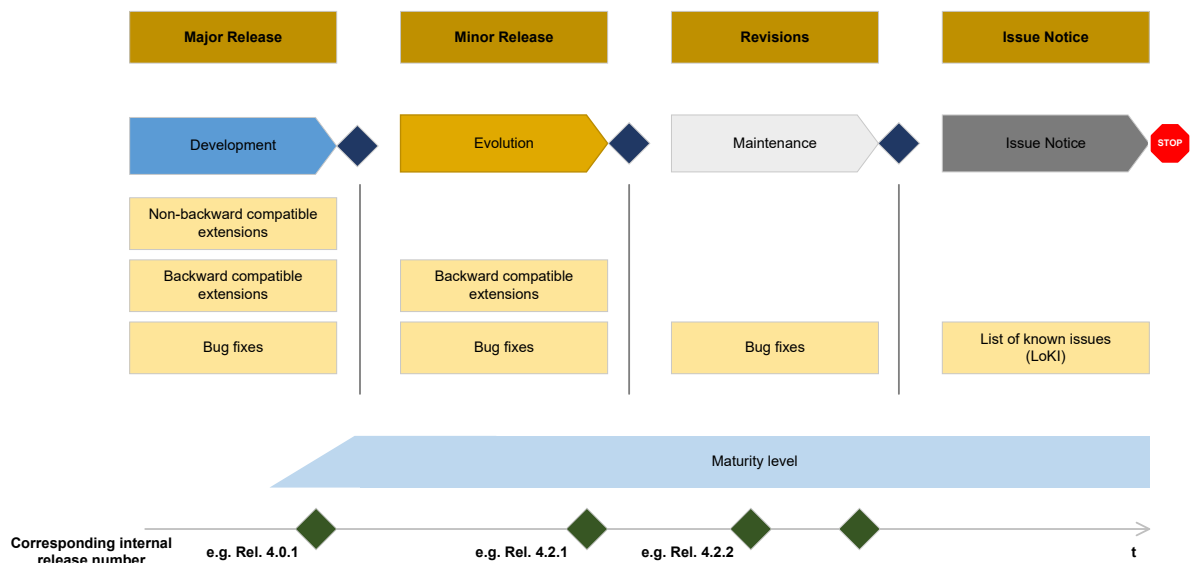 Major Release
Minor Release
Revisions
Issue Notice
Development
Evolution
Maintenance
Issue Notice
STOP
Non-backward compatible
extensions
Backward compatible
extensions
Backward compatible
extensions
Bug fixes
Bug fixes
Bug fixes
List of known issues
(LoKI)
Maturity level
Corresponding internal
release number
e.g. Rel. 4.0.1
e.g. Rel. 4.2.1
e.g. Rel. 4.2.2
t